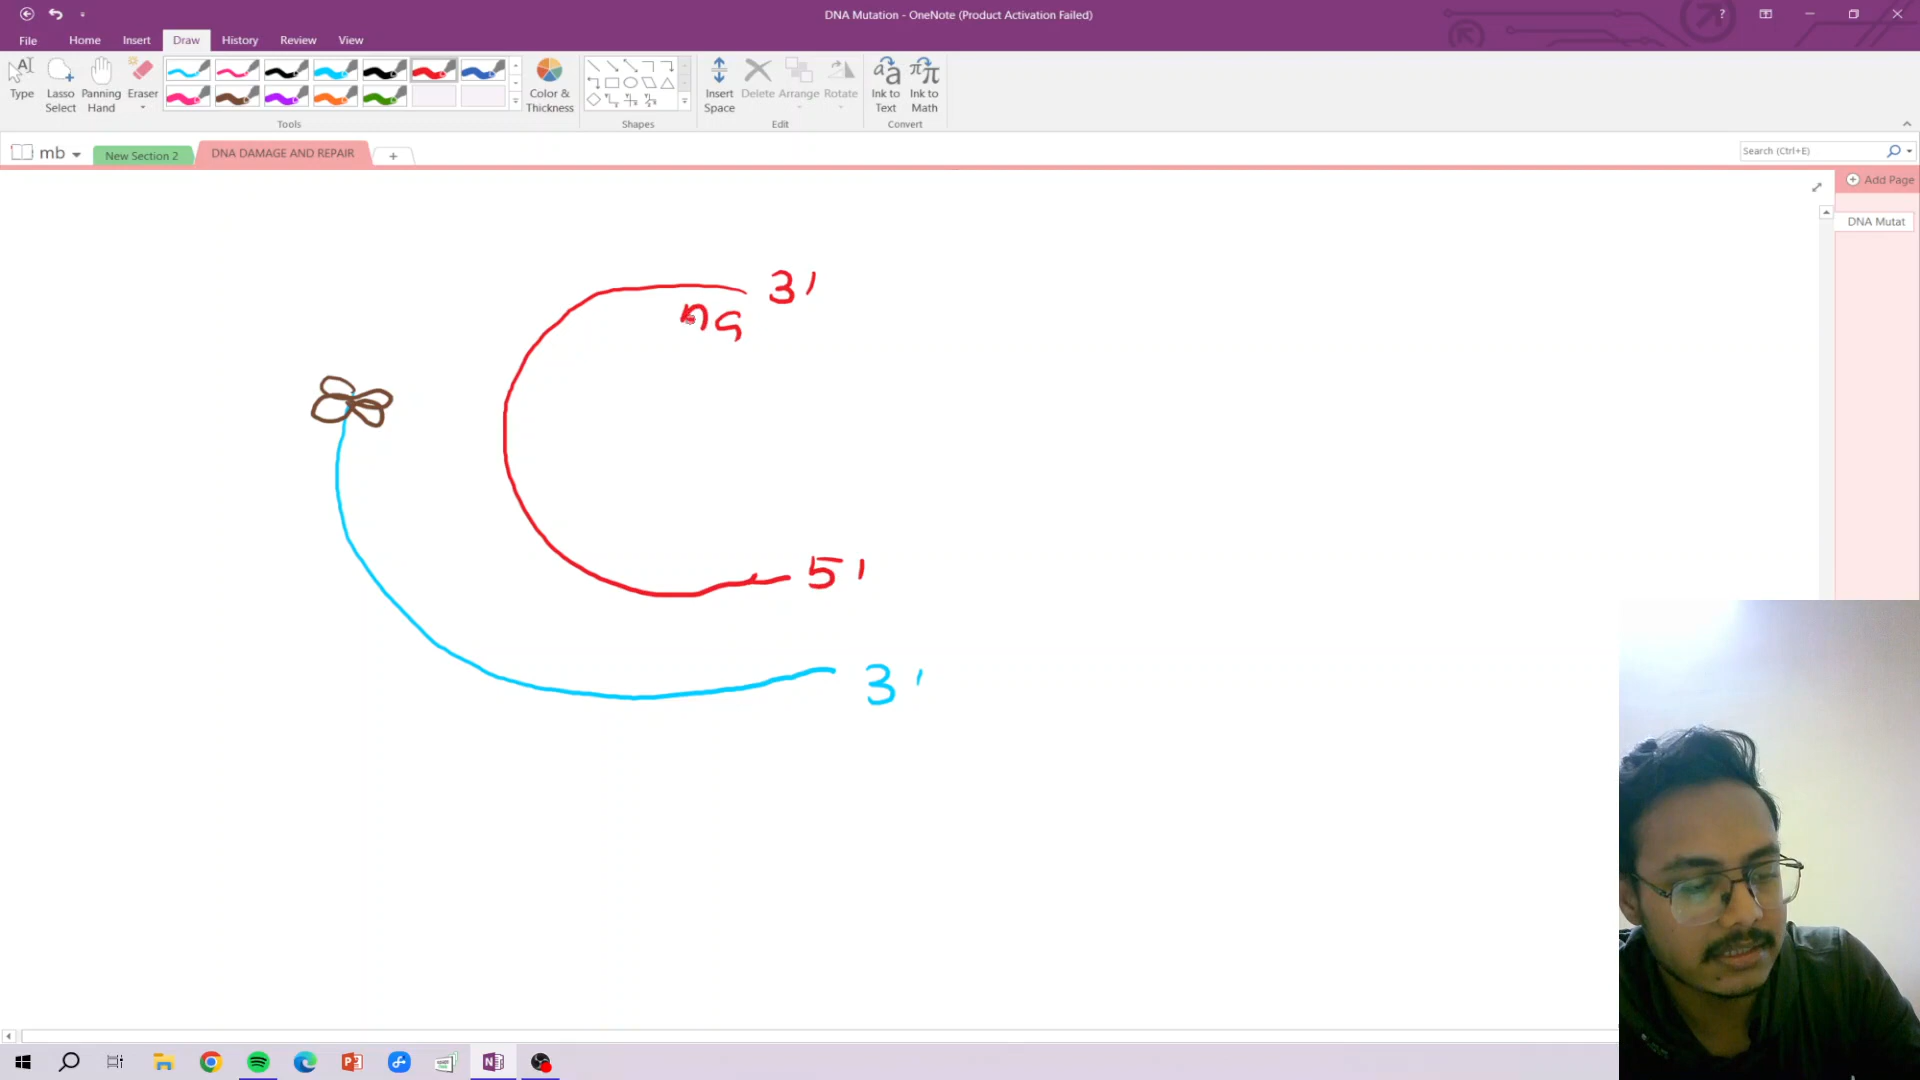 DNA Mutation - OneNote (Product Activation Failed)
?
File Home Insert Draw History Review View
Type
Lasso Select
Panning Hand
Eraser
Color & Thickness
Insert Space
Delete
Arrange
Rotate
Ink to Text
Ink to Math
Tools
Shapes
Edit
Convert
mb
New Section 2
DNA DAMAGE AND REPAIR
Search (Ctrl+E)
Add Page
DNA Mutat
3'
5'
3'